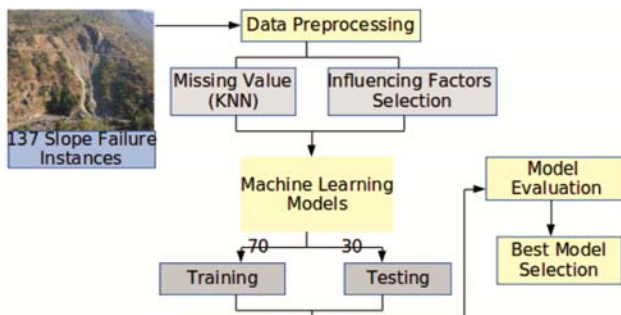 Data Preprocessing
137 Slope Failure
Instances
Missing Value
(KNN)
Influencing Factors
Selection
Machine Learning
Models
70
30
Training
Testing
Model
Evaluation
Best Model
Selection